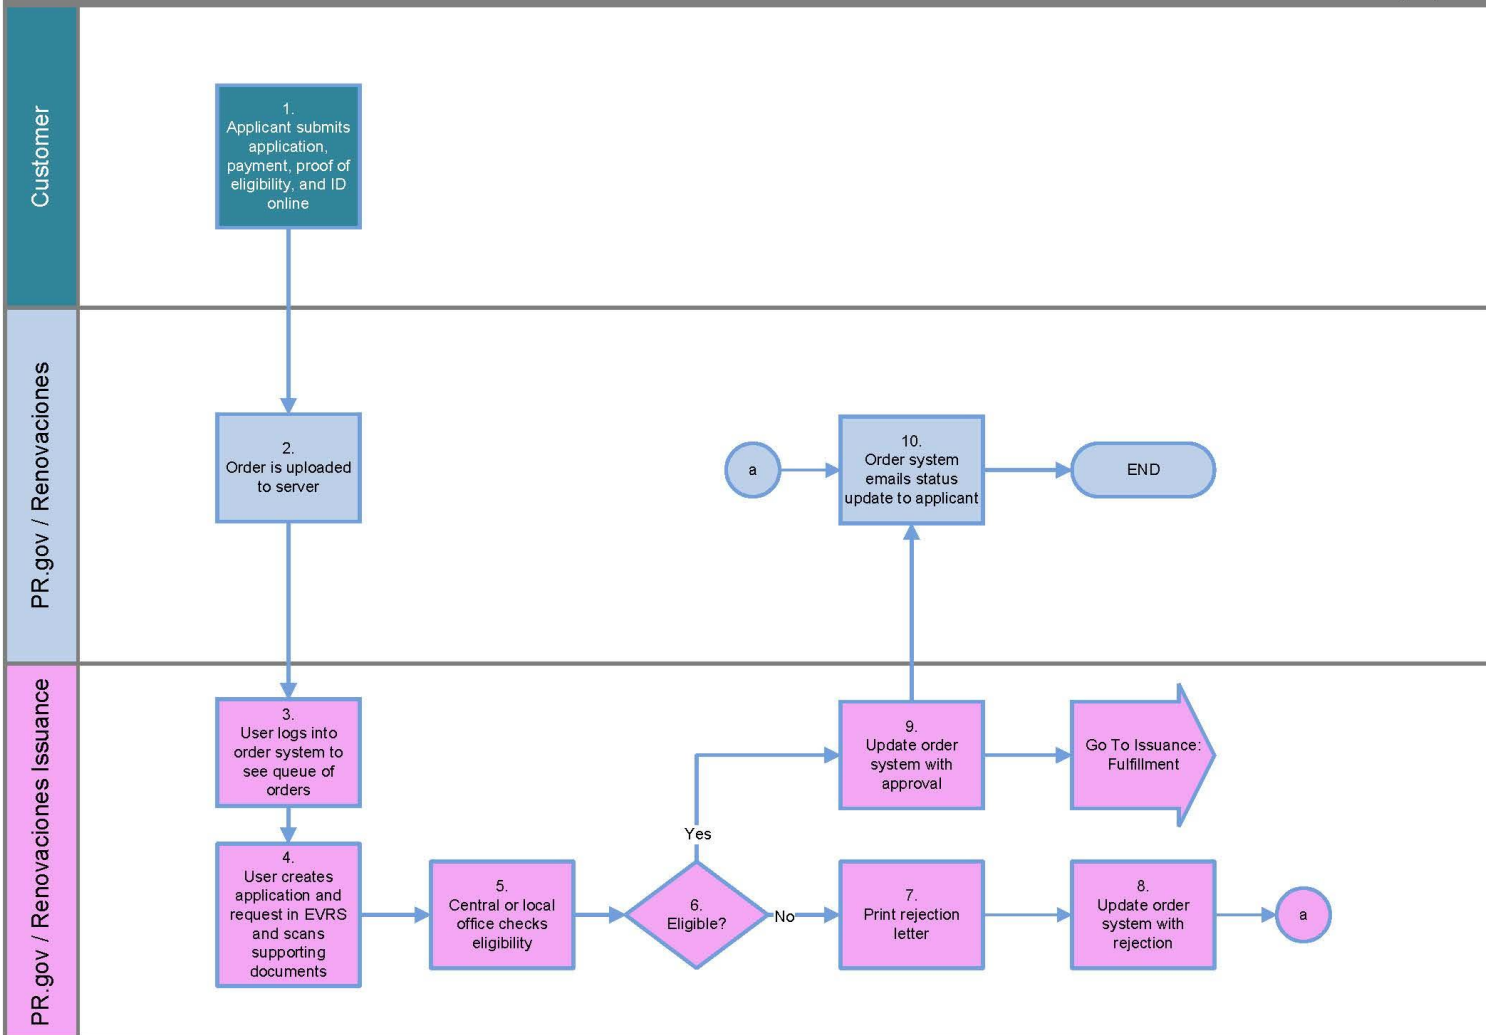 Customer
1.
Applicant submits
application,
payment, proof of
eligibility, and ID
online
PR.gov / Renovaciones
2.
Order is uploaded
to server
a
10.
Order system
emails status
update to applicant
END
PR.gov / Renovaciones Issuance
3.
User logs into
order system to
see queue of
orders
9.
Update order
system with
approval
Go To Issuance:
Fulfillment
Yes
4.
User creates
application and
request in EVRS
and scans
supporting
documents
5.
Central or local
office checks
eligibility
6.
Eligible?
No
7.
Print rejection
letter
8.
Update order
system with
rejection
a